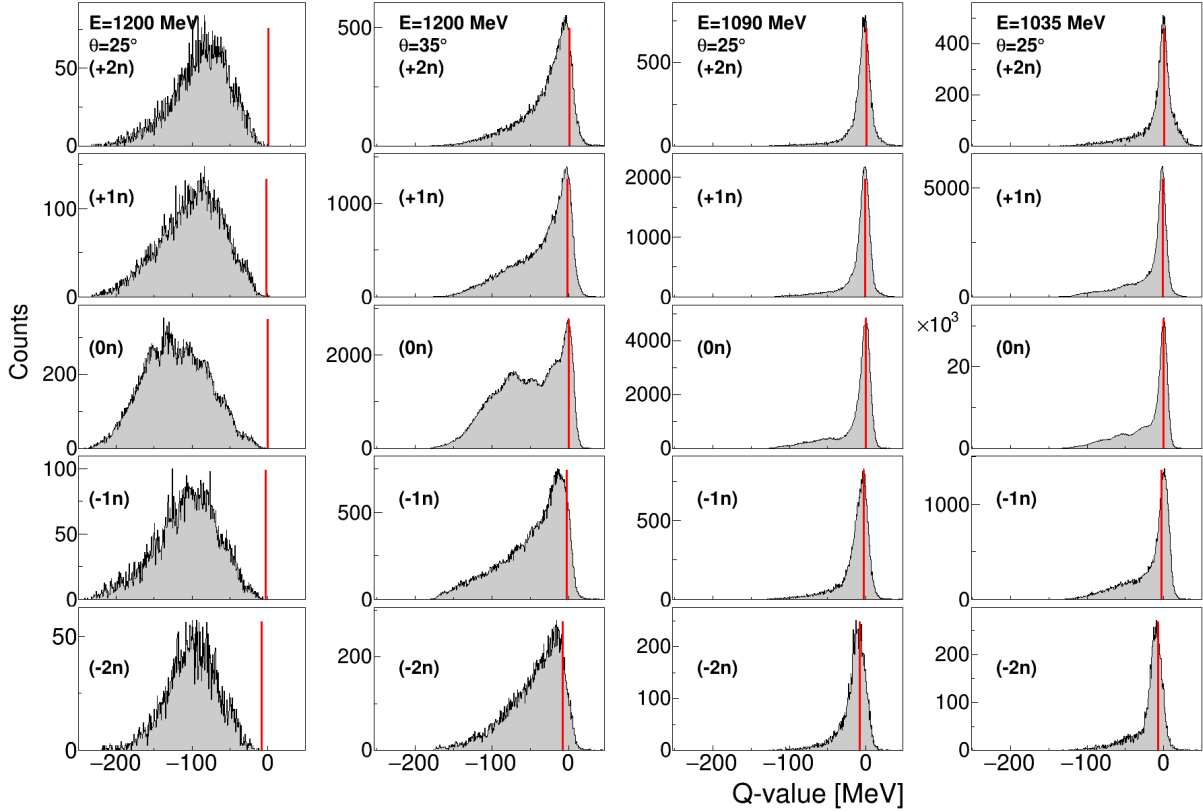 E=1200 MeV
θ=25°
(+2n)
50
0
E=1200 MeV
θ=35°
(+2n)
500
0
E=1090 MeV
θ=25°
(+2n)
500
0
E=1035 MeV
θ=25°
(+2n)
400
200
0
(+1n)
100
0
(+1n)
1000
0
(+1n)
2000
1000
0
(+1n)
5000
0
Counts
(0n)
200
0
(0n)
2000
0
(0n)
4000
2000
0
×10³
(0n)
20
0
(-1n)
100
50
0
(-1n)
500
0
(-1n)
500
0
(-1n)
1000
0
(-2n)
50
0
(-2n)
200
0
(-2n)
200
100
0
(-2n)
200
100
0
−200 −100 0
−200 −100 0
−200 −100 0
−200 −100 0
Q-value [MeV]